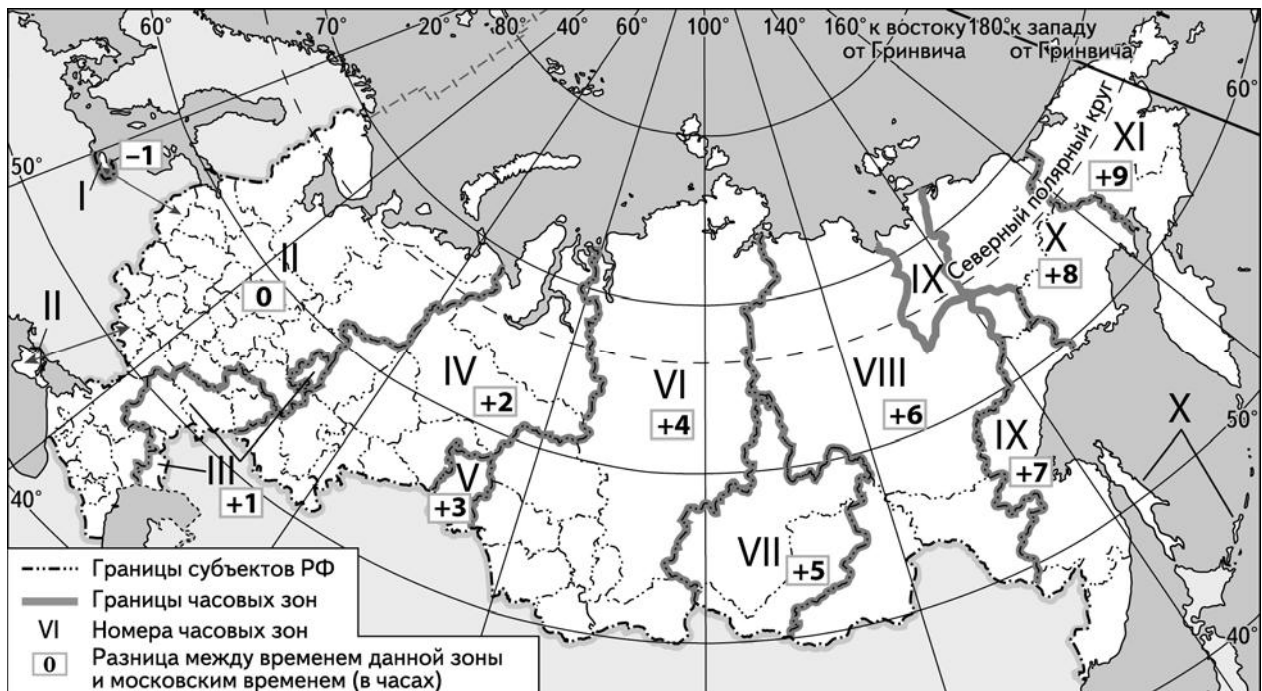 60°
70°
20°
40°
60°
80°
100°
120°
140°
160° к востоку
от Гринвича
180° к западу
от Гринвича
60°
50°
–1
I
Северный полярный круг
XI
+9
II
0
X
+8
IX
II
IV
+2
VI
+4
VIII
+6
X
50°
IX
+7
V
+3
III
+1
40°
VII
+5
40°
Границы субъектов РФ
Границы часовых зон
VI Номера часовых зон
0 Разница между временем данной зоны
и московским временем (в часах)